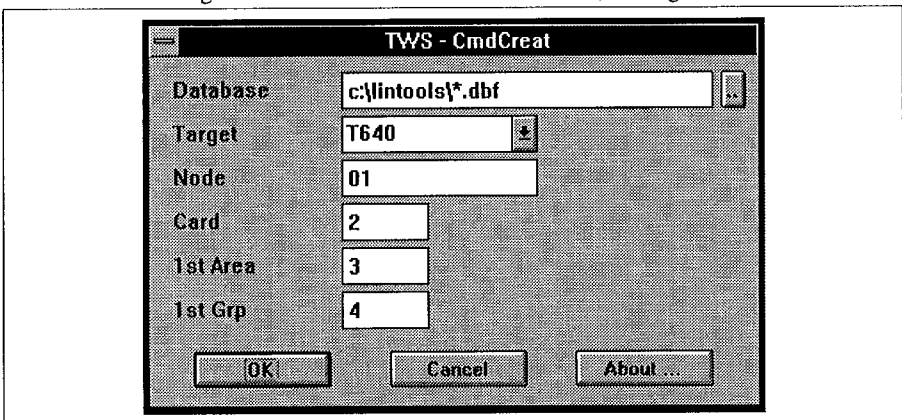 TWS - CmdCreat
Database c:\lintools\*.dbf ..
Target T640
Node 01
Card 2
1st Area 3
1st Grp 4
OK Cancel About ...